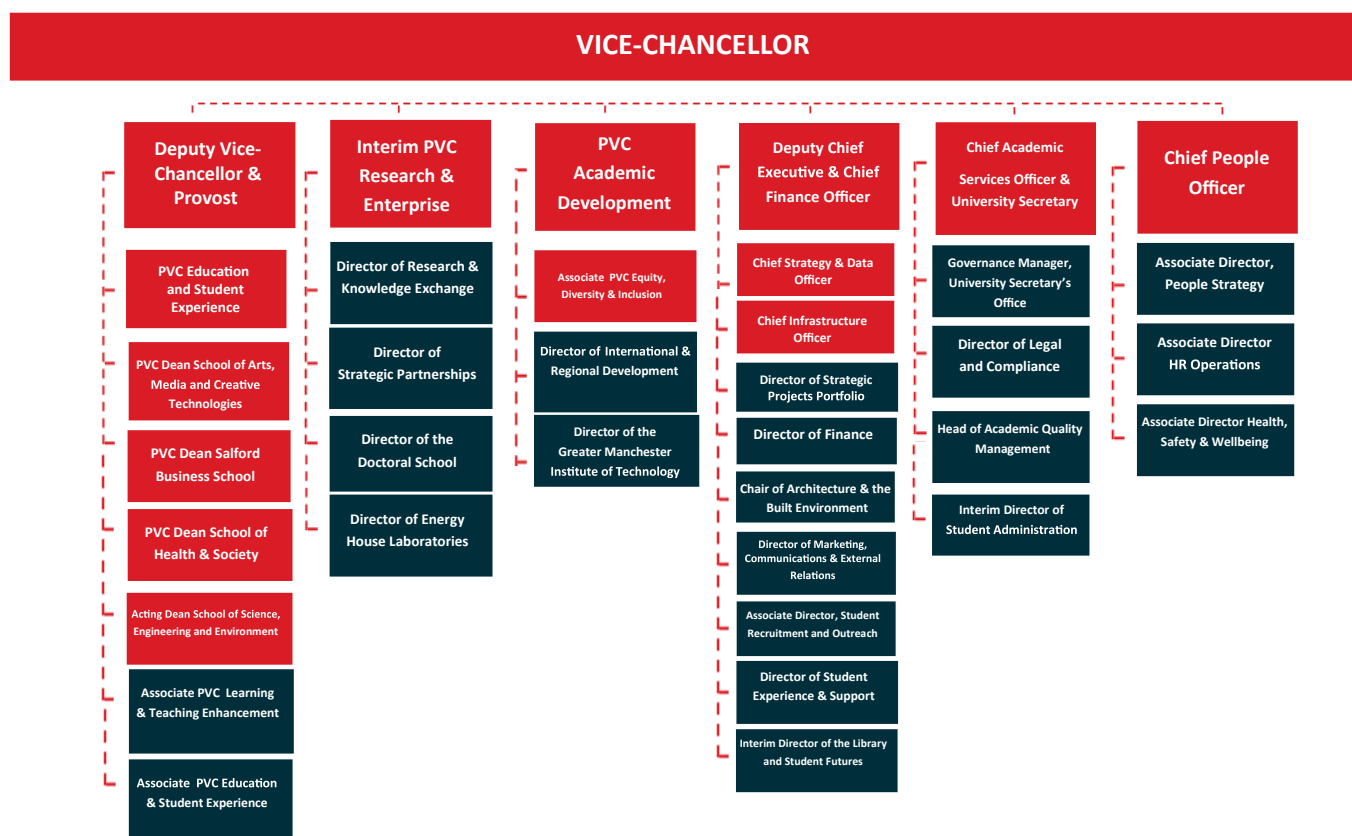 VICE-CHANCELLOR
Deputy Vice-
Chancellor &
Provost
PVC Education
and Student
Experience
PVC Dean School of Arts,
Media and Creative
Technologies
PVC Dean Salford
Business School
PVC Dean School of
Health & Society
Acting Dean School of Science,
Engineering and Environment
Associate PVC Learning
& Teaching Enhancement
Associate PVC Education
& Student Experience
Interim PVC
Research &
Enterprise
Director of Research &
Knowledge Exchange
Director of
Strategic Partnerships
Director of the
Doctoral School
Director of Energy
House Laboratories
PVC
Academic
Development
Associate PVC Equity,
Diversity & Inclusion
Director of International &
Regional Development
Director of the
Greater Manchester
Institute of Technology
Deputy Chief
Executive & Chief
Finance Officer
Chief Strategy & Data
Officer
Chief Infrastructure
Officer
Director of Strategic
Projects Portfolio
Director of Finance
Chair of Architecture & the
Built Environment
Director of Marketing,
Communications & External
Relations
Associate Director, Student
Recruitment and Outreach
Director of Student
Experience & Support
Interim Director of the Library
and Student Futures
Chief Academic
Services Officer &
University Secretary
Governance Manager,
University Secretary's
Office
Director of Legal
and Compliance
Head of Academic Quality
Management
Interim Director of
Student Administration
Chief People
Officer
Associate Director,
People Strategy
Associate Director
HR Operations
Associate Director Health,
Safety & Wellbeing